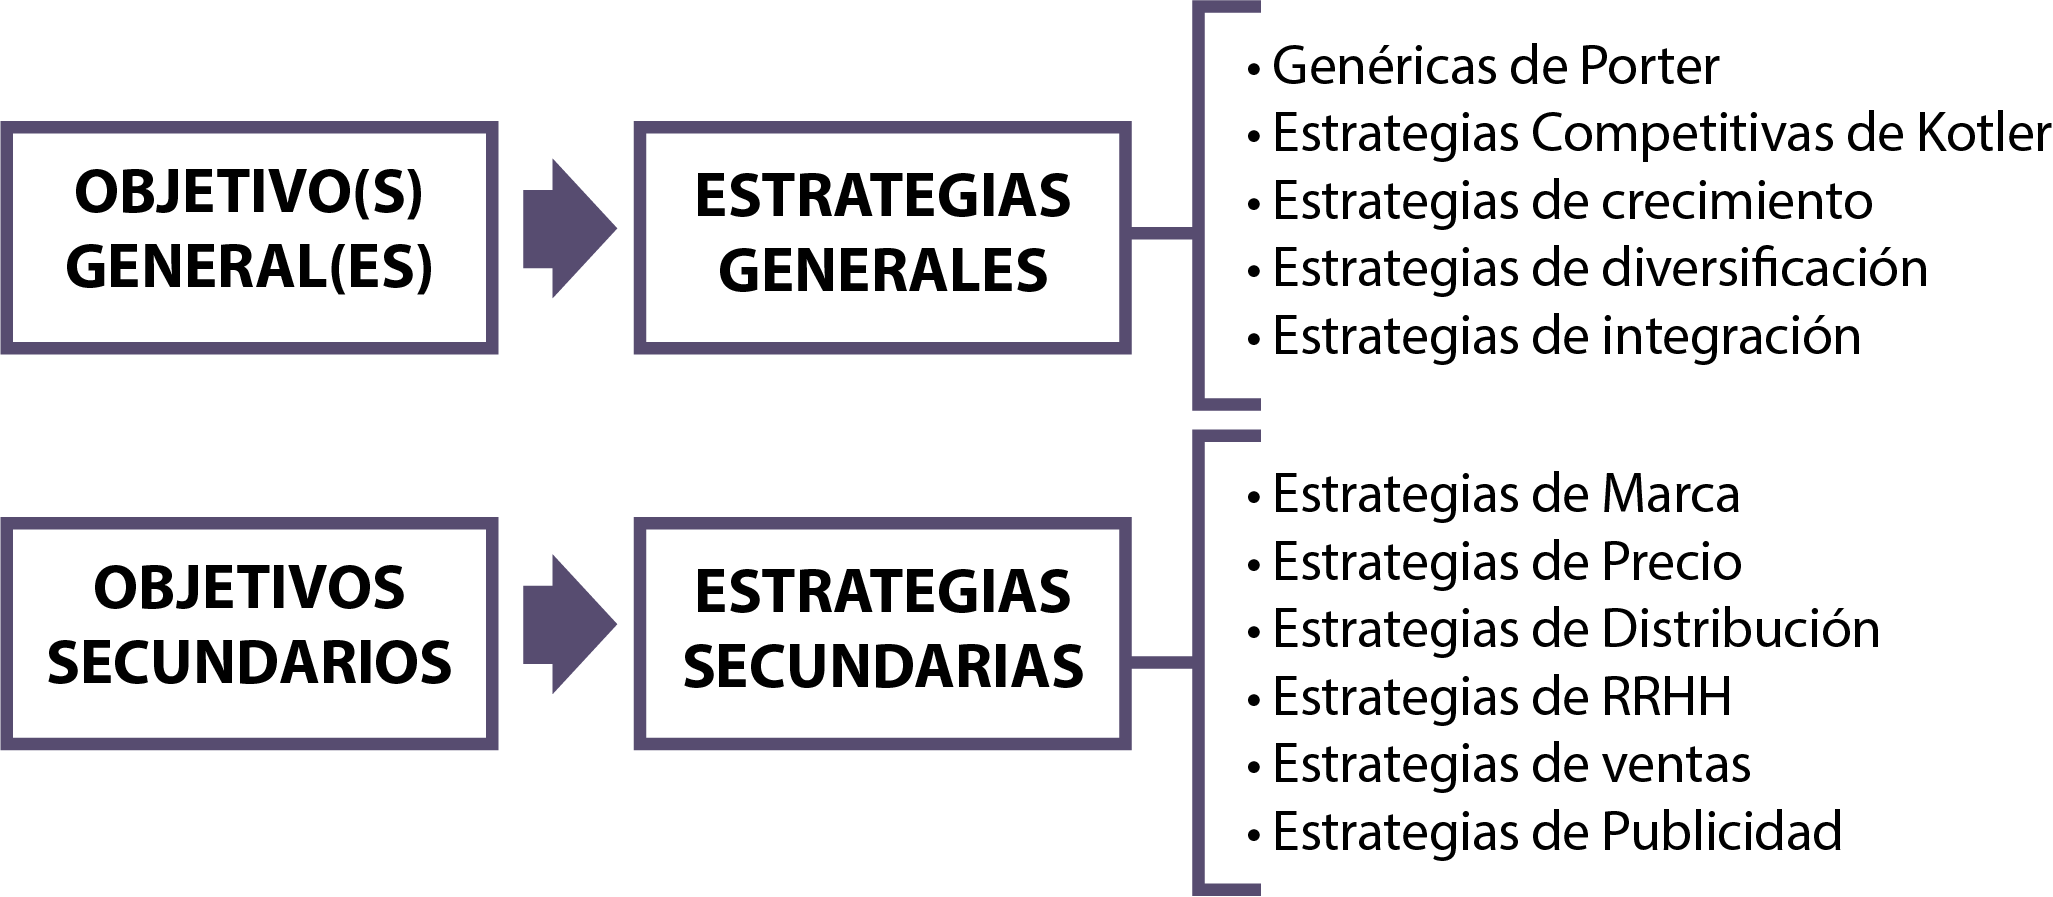 OBJETIVO(S)
GENERAL(ES)
ESTRATEGIAS
GENERALES
• Genéricas de Porter
• Estrategias Competitivas de Kotler
• Estrategias de crecimiento
• Estrategias de diversificación
• Estrategias de integración
OBJETIVOS
SECUNDARIOS
ESTRATEGIAS
SECUNDARIAS
• Estrategias de Marca
• Estrategias de Precio
• Estrategias de Distribución
• Estrategias de RRHH
• Estrategias de ventas
• Estrategias de Publicidad